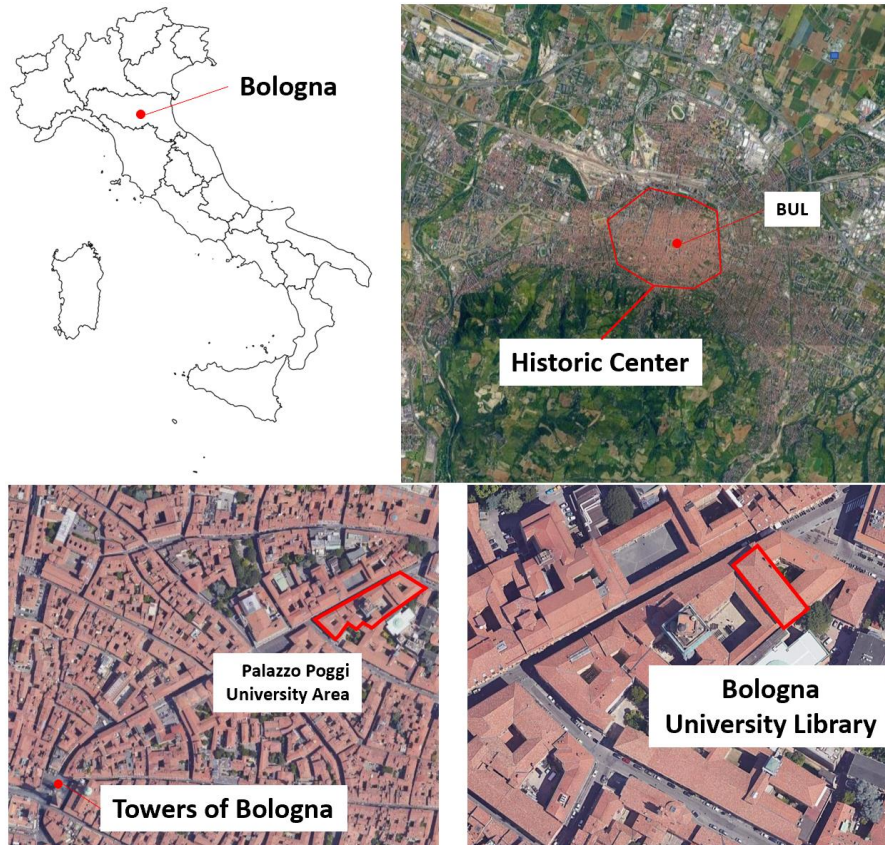 Bologna
BUL
Historic Center
Palazzo Poggi
University Area
Towers of Bologna
Bologna
University Library